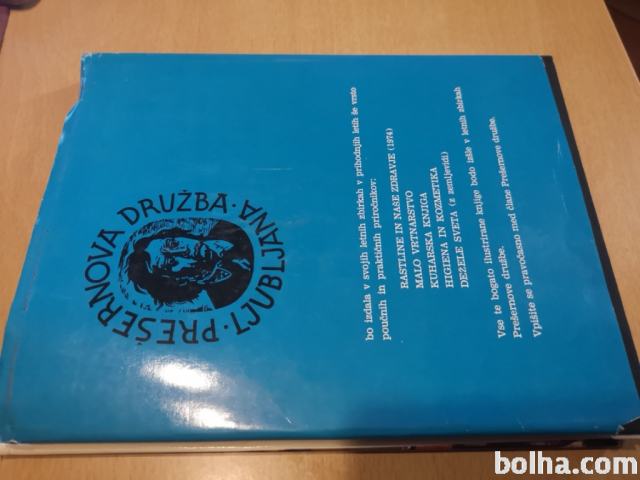 PREŠERNOVA DRUŽBA · LJUBLJANA ·
bo izdala v svojih letnih zbirkah v prihodnjih letih še vrsto
poučnih in praktičnih priročnikov:
RASTLINE IN NAŠE ZDRAVJE (1974)
MALO VRTNARSTVO
KUHARSKA KNJIGA
HIGIENA IN KOZMETIKA
DEŽELE SVETA (z zemljevidi)
Vse te bogato ilustrirane knjige bodo izšle v letnih zbirkah
Prešernove družbe.
Vpišite se pravočasno med člane Prešernove družbe.
bolha.com